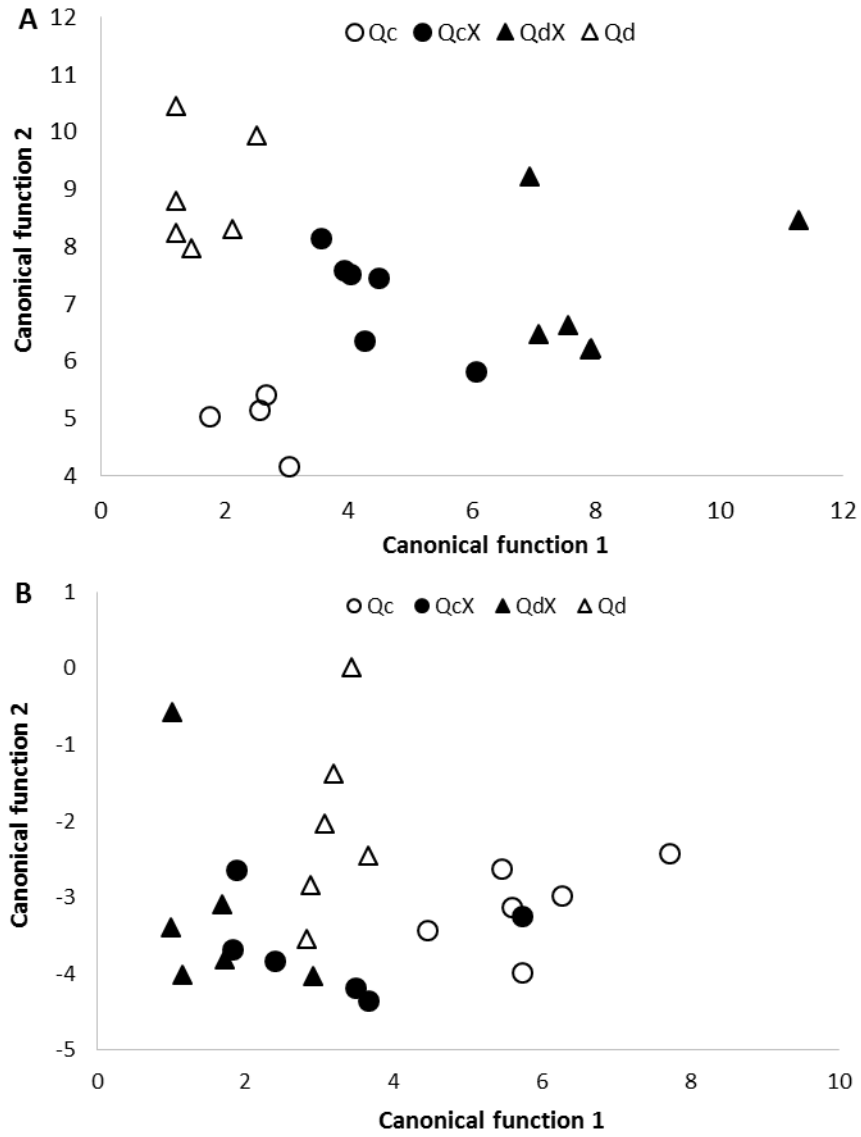 A
Qc QcX QdX Qd
12
11
10
9
8
7
6
5
4
Canonical function 2
0 2 4 6 8 10 12
Canonical function 1
B
Qc QcX QdX Qd
1
0
-1
-2
-3
-4
-5
Canonical function 2
0 2 4 6 8 10
Canonical function 1